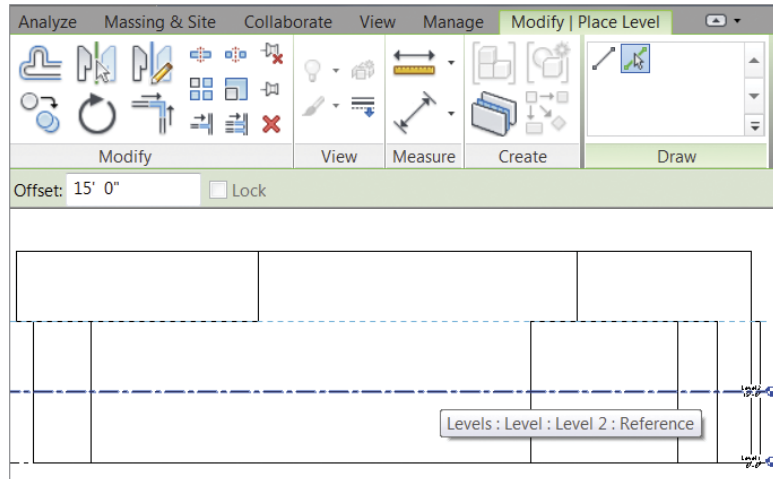 Analyze Massing & Site Collaborate View Manage Modify | Place Level
Modify View Measure Create Draw
Offset: 15' 0" Lock
Levels : Level : Level 2 : Reference